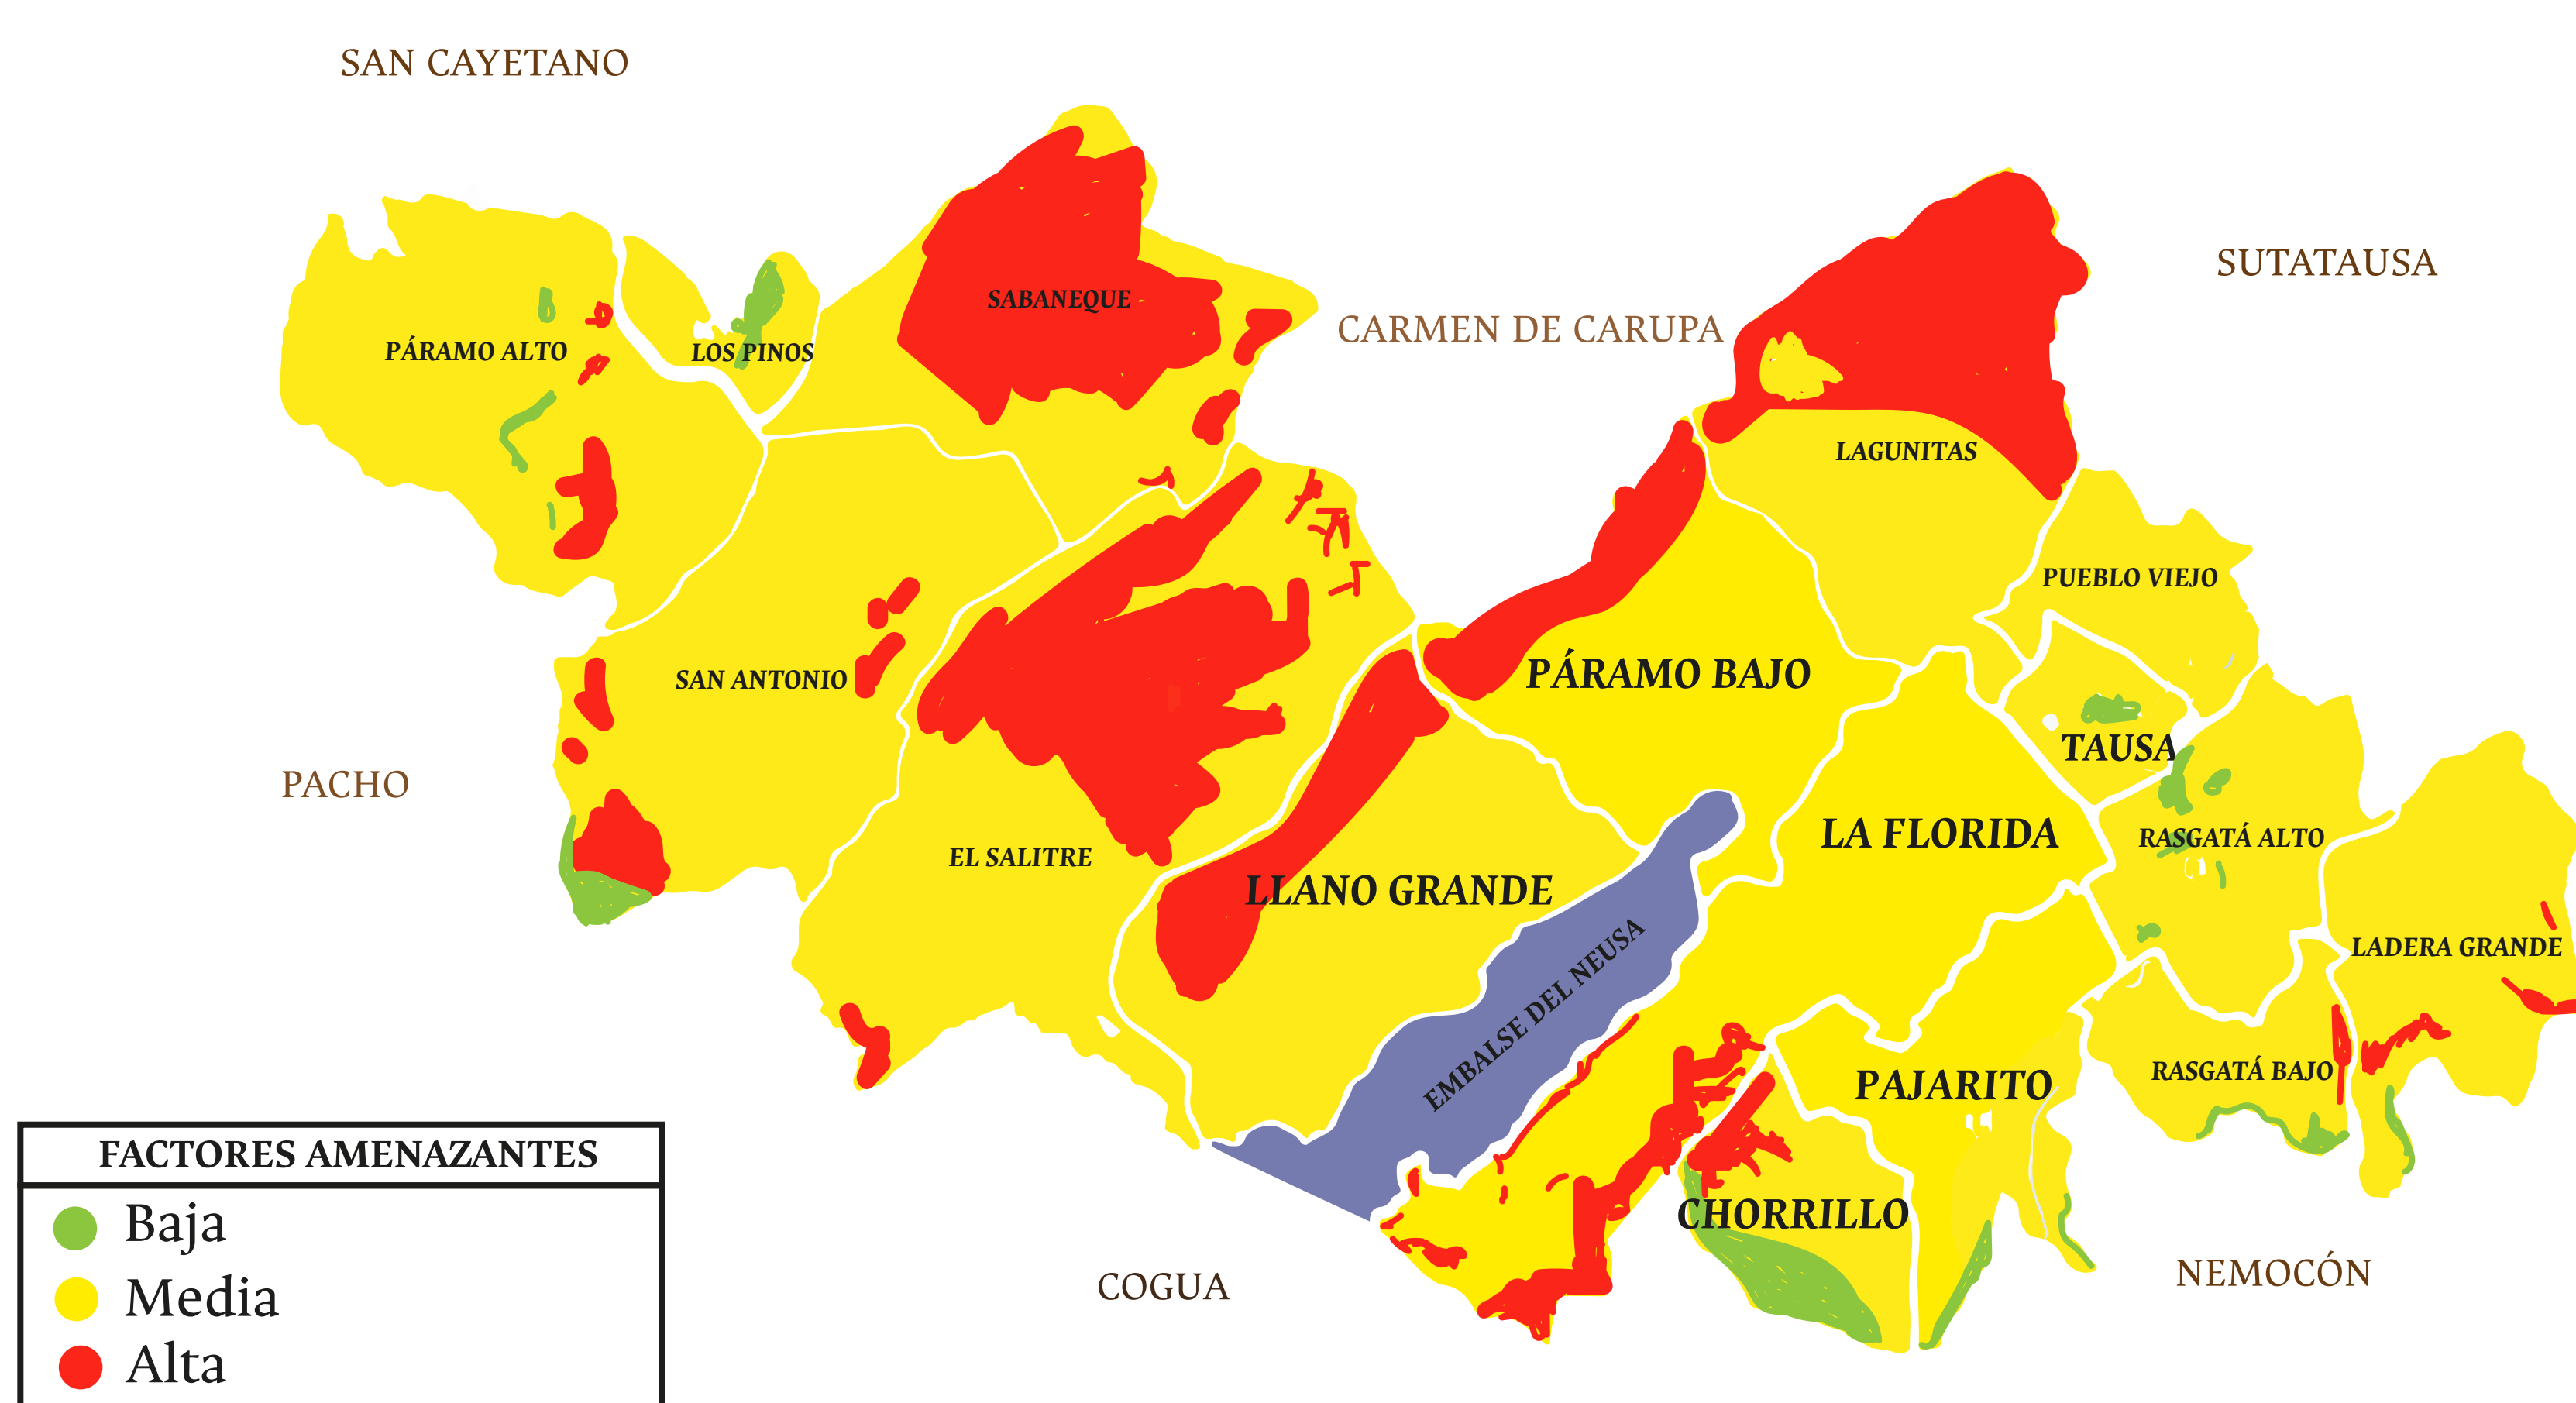 SAN CAYETANO
SUTATAUSA
SABANEQUE
CARMEN DE CARUPA
PÁRAMO ALTO
LOS PINOS
LAGUNITAS
PUEBLO VIEJO
SAN ANTONIO
PÁRAMO BAJO
TAUSA
PACHO
LA FLORIDA
RASGATÁ ALTO
EL SALITRE
LLANO GRANDE
LADERA GRANDE
EMBALSE DEL NEUSA
RASGATÁ BAJO
PAJARITO
CHORRILLO
COGUA
NEMOCÓN
FACTORES AMENAZANTES
Baja
Media
Alta